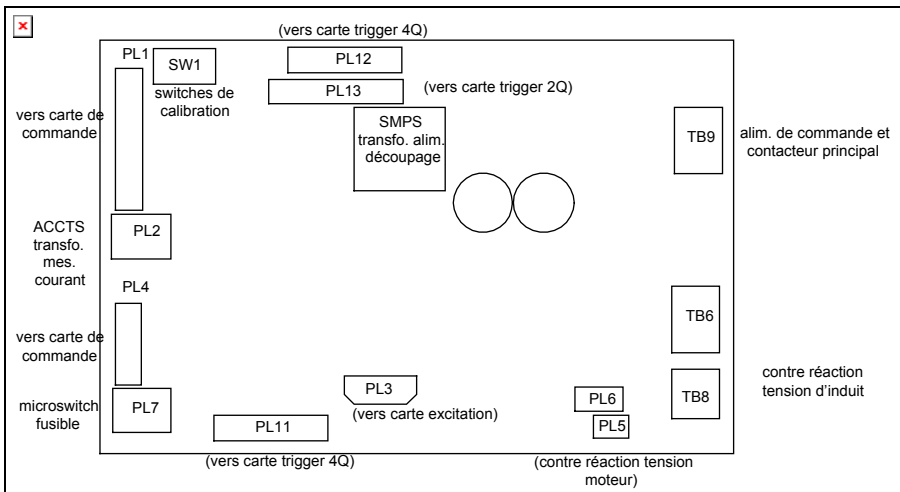 (vers carte trigger 4Q)
PL1
SW1
PL12
switches de
calibration
PL13
(vers carte trigger 2Q)
vers carte de
commande
SMPS
transfo. alim.
découpage
TB9
alim. de commande et
contacteur principal
ACCTS
transfo.
mes.
courant
PL2
PL4
TB6
vers carte de
commande
contre réaction
tension d’induit
PL3
PL6
TB8
microswitch
fusible
PL7
(vers carte excitation)
PL11
PL5
(vers carte trigger 4Q)
(contre réaction tension
moteur)